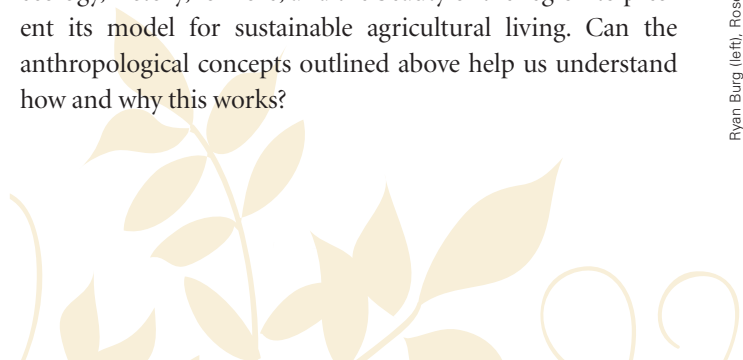 ent its model for sustainable agricultural living. Can the
anthropological concepts outlined above help us understand
how and why this works?
Ryan Burg (left), Rose